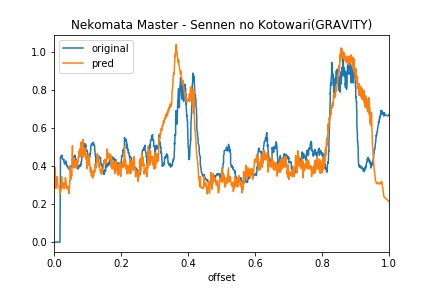 Nekomata Master - Sennen no Kotowari(GRAVITY)
original
pred
1.0
0.8
0.6
0.4
0.2
0.0
0.0 0.2 0.4 0.6 0.8 1.0
offset